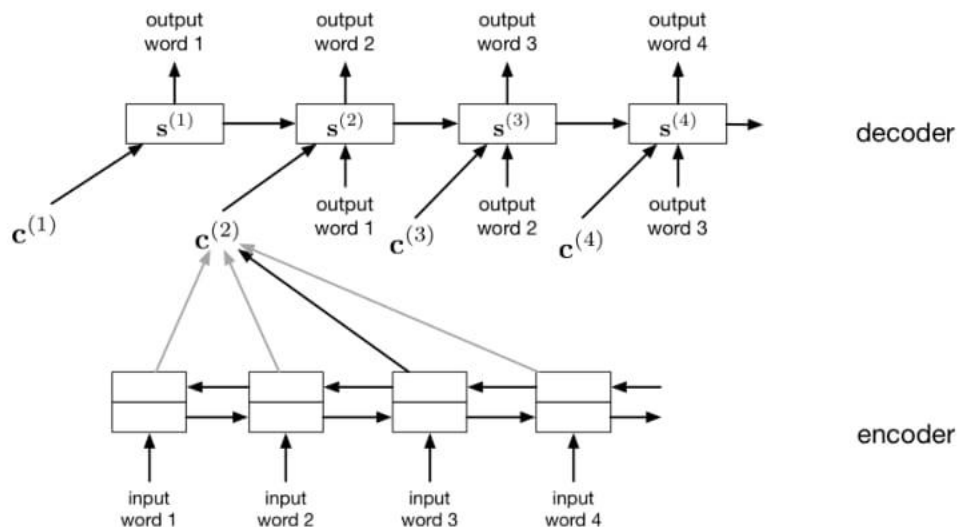 output word 1
output word 2
output word 3
output word 4
s^(1)
s^(2)
s^(3)
s^(4)
decoder
c^(1)
c^(2)
output word 1
c^(3)
output word 2
c^(4)
output word 3
encoder
input word 1
input word 2
input word 3
input word 4